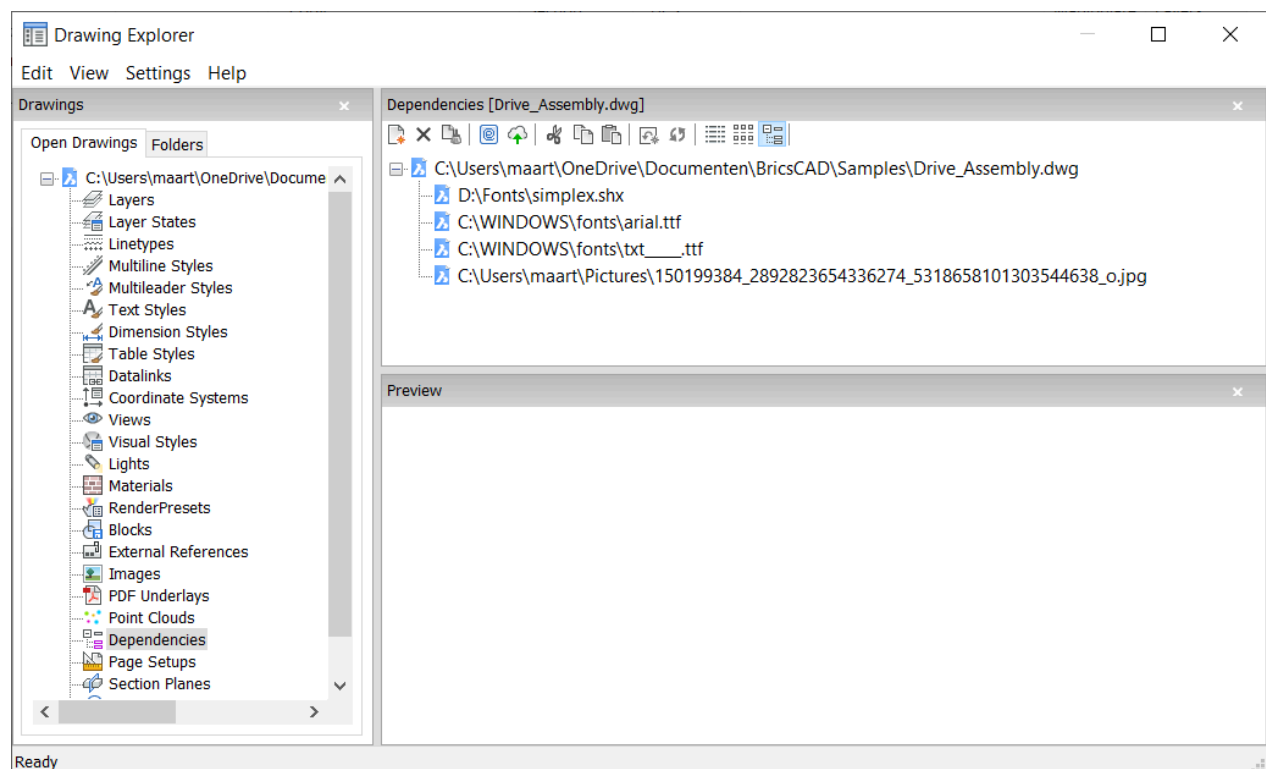 Drawing Explorer
Edit View Settings Help
Drawings
Open Drawings Folders
C:\Users\maart\OneDrive\Docume
Layers
Layer States
Linetypes
Multiline Styles
Multileader Styles
Text Styles
Dimension Styles
Table Styles
Datalinks
Coordinate Systems
Views
Visual Styles
Lights
Materials
RenderPresets
Blocks
External References
Images
PDF Underlays
Point Clouds
Dependencies
Page Setups
Section Planes
Dependencies [Drive_Assembly.dwg]
C:\Users\maart\OneDrive\Documenten\BricsCAD\Samples\Drive_Assembly.dwg
D:\Fonts\simplex.shx
C:\WINDOWS\fonts\arial.ttf
C:\WINDOWS\fonts\txt____.ttf
C:\Users\maart\Pictures\150199384_2892823654336274_5318658101303544638_o.jpg
Preview
Ready